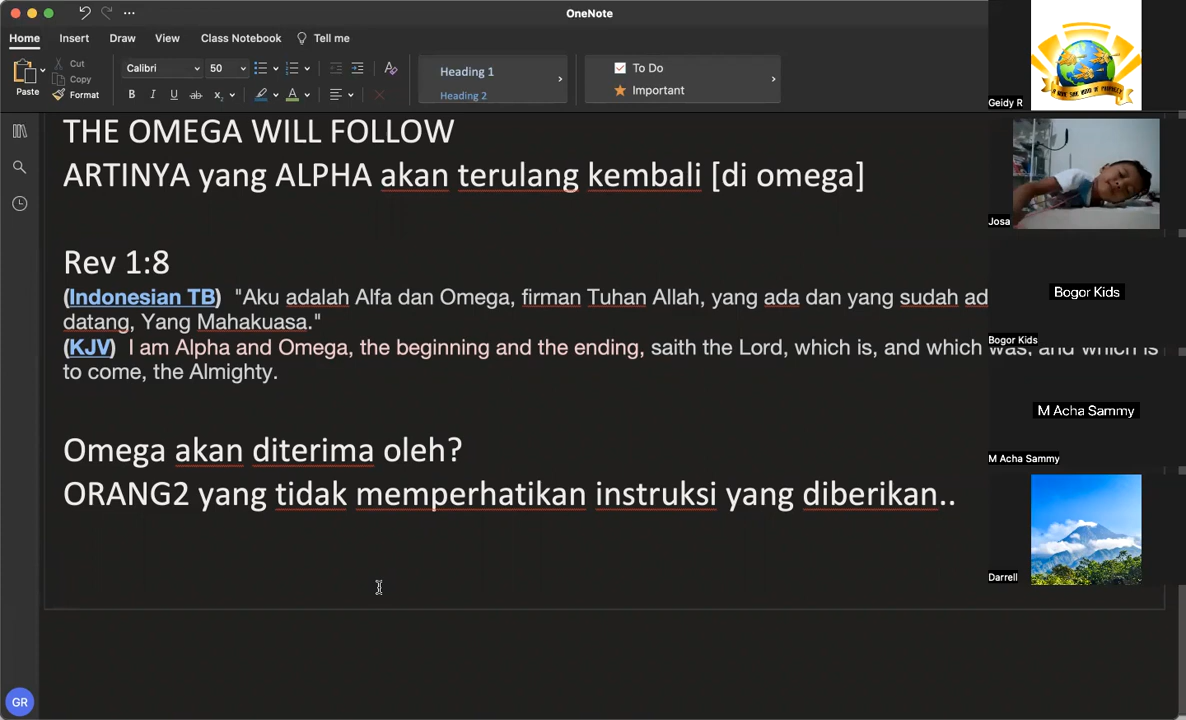 OneNote
Home Insert Draw View Class Notebook Tell me
Paste
Cut
Copy
Format
Calibri 50
B I U ab x
Heading 1
Heading 2
To Do
Important
THE OMEGA WILL FOLLOW
ARTINYA yang ALPHA akan terulang kembali [di omega]
Rev 1:8
(Indonesian TB) "Aku adalah Alfa dan Omega, firman Tuhan Allah, yang ada dan yang sudah ad
datang, Yang Mahakuasa."
(KJV) I am Alpha and Omega, the beginning and the ending, saith the Lord, which is, and which was, and which is
to come, the Almighty.
Omega akan diterima oleh?
ORANG2 yang tidak memperhatikan instruksi yang diberikan..
GR
Geidy R
Josa
Bogor Kids
Bogor Kids
M Acha Sammy
M Acha Sammy
Darrell